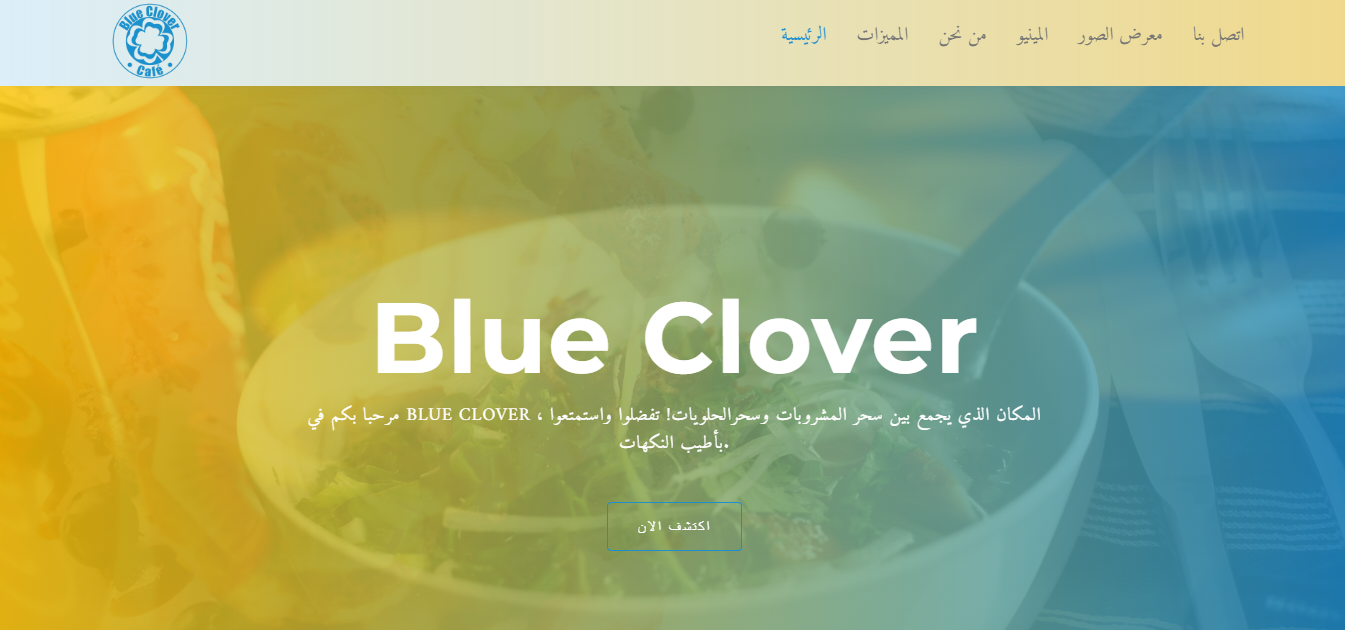 Blue Clover
Café
الرئيسية
المميزات
من نحن
المينيو
معرض الصور
اتصل بنا
Blue Clover
مرحبا بكم في BLUE CLOVER ، المكان الذي يجمع بين سحر المشروبات وسحرالحلويات! تفضلوا واستمتعوا
بأطيب النكهات.
اكتشف الان